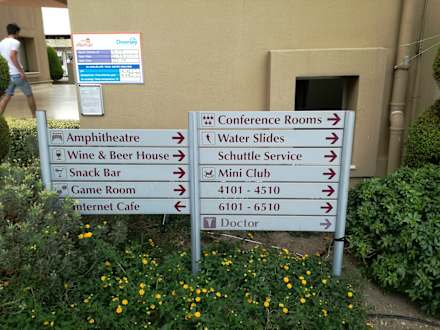 Amphitheatre
Wine & Beer House
Snack Bar
Game Room
Internet Cafe
Conference Rooms
Water Slides
Schuttle Service
Mini Club
4101 - 4510
6101 - 6510
Doctor